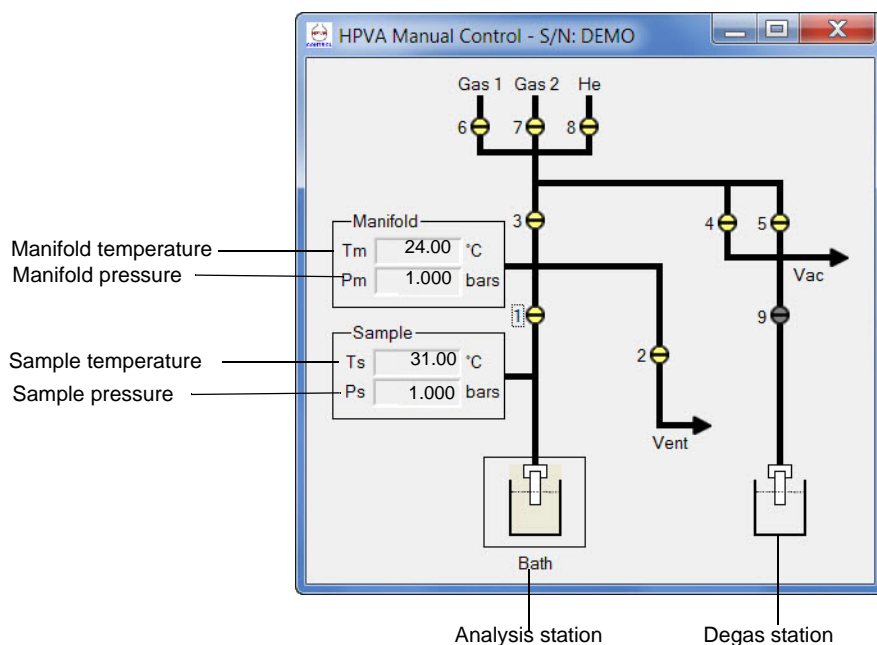 HPVA Manual Control - S/N: DEMO
Gas 1 Gas 2 He
6 7 8
Manifold
3 4 5
Manifold temperature Tm 24.00 °C
Manifold pressure Pm 1.000 bars
Vac
1 9
Sample
2
Sample temperature Ts 31.00 °C
Sample pressure Ps 1.000 bars
Vent
Bath
Analysis station Degas station